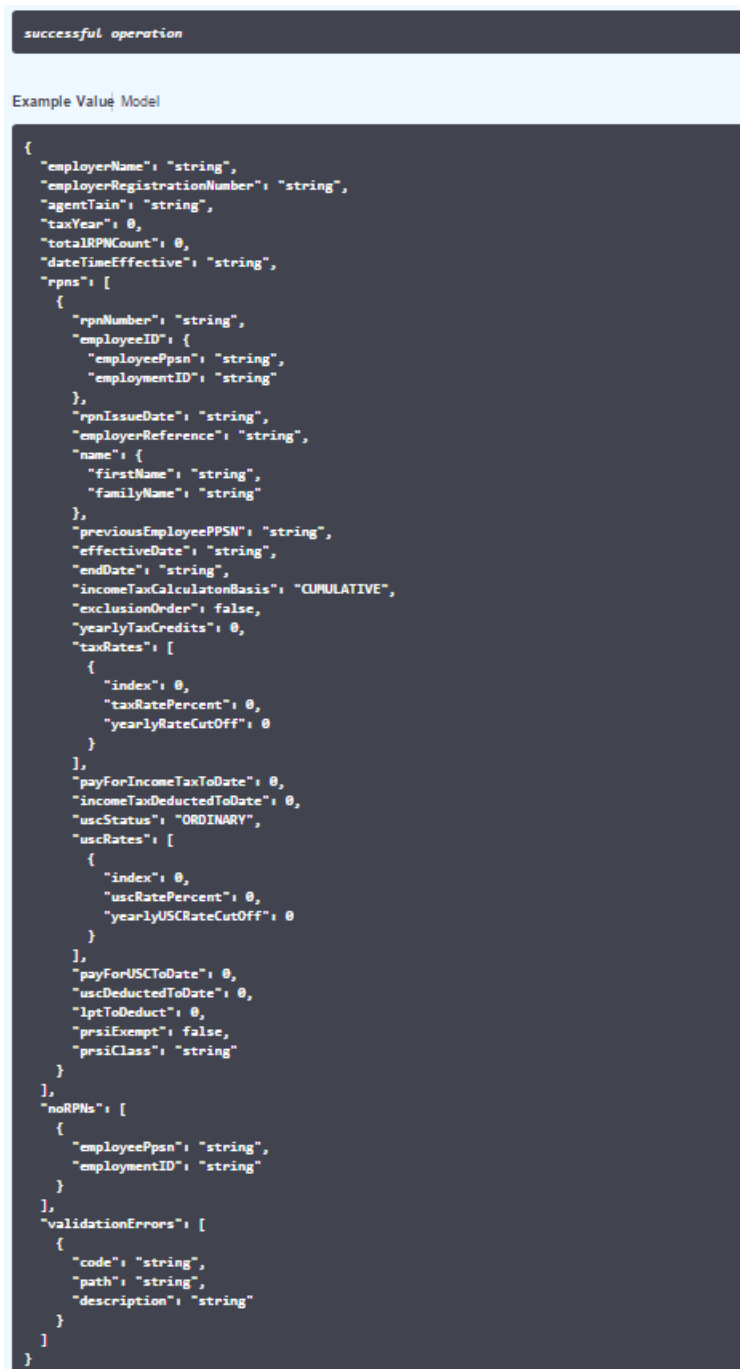 successful operation
Example Value Model
{
  "employerName": "string",
  "employerRegistrationNumber": "string",
  "agentTain": "string",
  "taxYear": 0,
  "totalRPNCount": 0,
  "dateTimeEffective": "string",
  "rpns": [
    {
      "rpnNumber": "string",
      "employeeID": {
        "employeePpsn": "string",
        "employmentID": "string"
      },
      "rpnIssueDate": "string",
      "employerReference": "string",
      "name": {
        "firstName": "string",
        "familyName": "string"
      },
      "previousEmployeePPSN": "string",
      "effectiveDate": "string",
      "endDate": "string",
      "incomeTaxCalculatonBasis": "CUMULATIVE",
      "exclusionOrder": false,
      "yearlyTaxCredits": 0,
      "taxRates": [
        {
          "index": 0,
          "taxRatePercent": 0,
          "yearlyRateCutOff": 0
        }
      ],
      "payForIncomeTaxToDate": 0,
      "incomeTaxDeductedToDate": 0,
      "uscStatus": "ORDINARY",
      "uscRates": [
        {
          "index": 0,
          "uscRatePercent": 0,
          "yearlyUSCRateCutOff": 0
        }
      ],
      "payForUSCToDate": 0,
      "uscDeductedToDate": 0,
      "lptToDeduct": 0,
      "prsiExempt": false,
      "prsiClass": "string"
    }
  ],
  "noRPNs": [
    {
      "employeePpsn": "string",
      "employmentID": "string"
    }
  ],
  "validationErrors": [
    {
      "code": "string",
      "path": "string",
      "description": "string"
    }
  ]
}